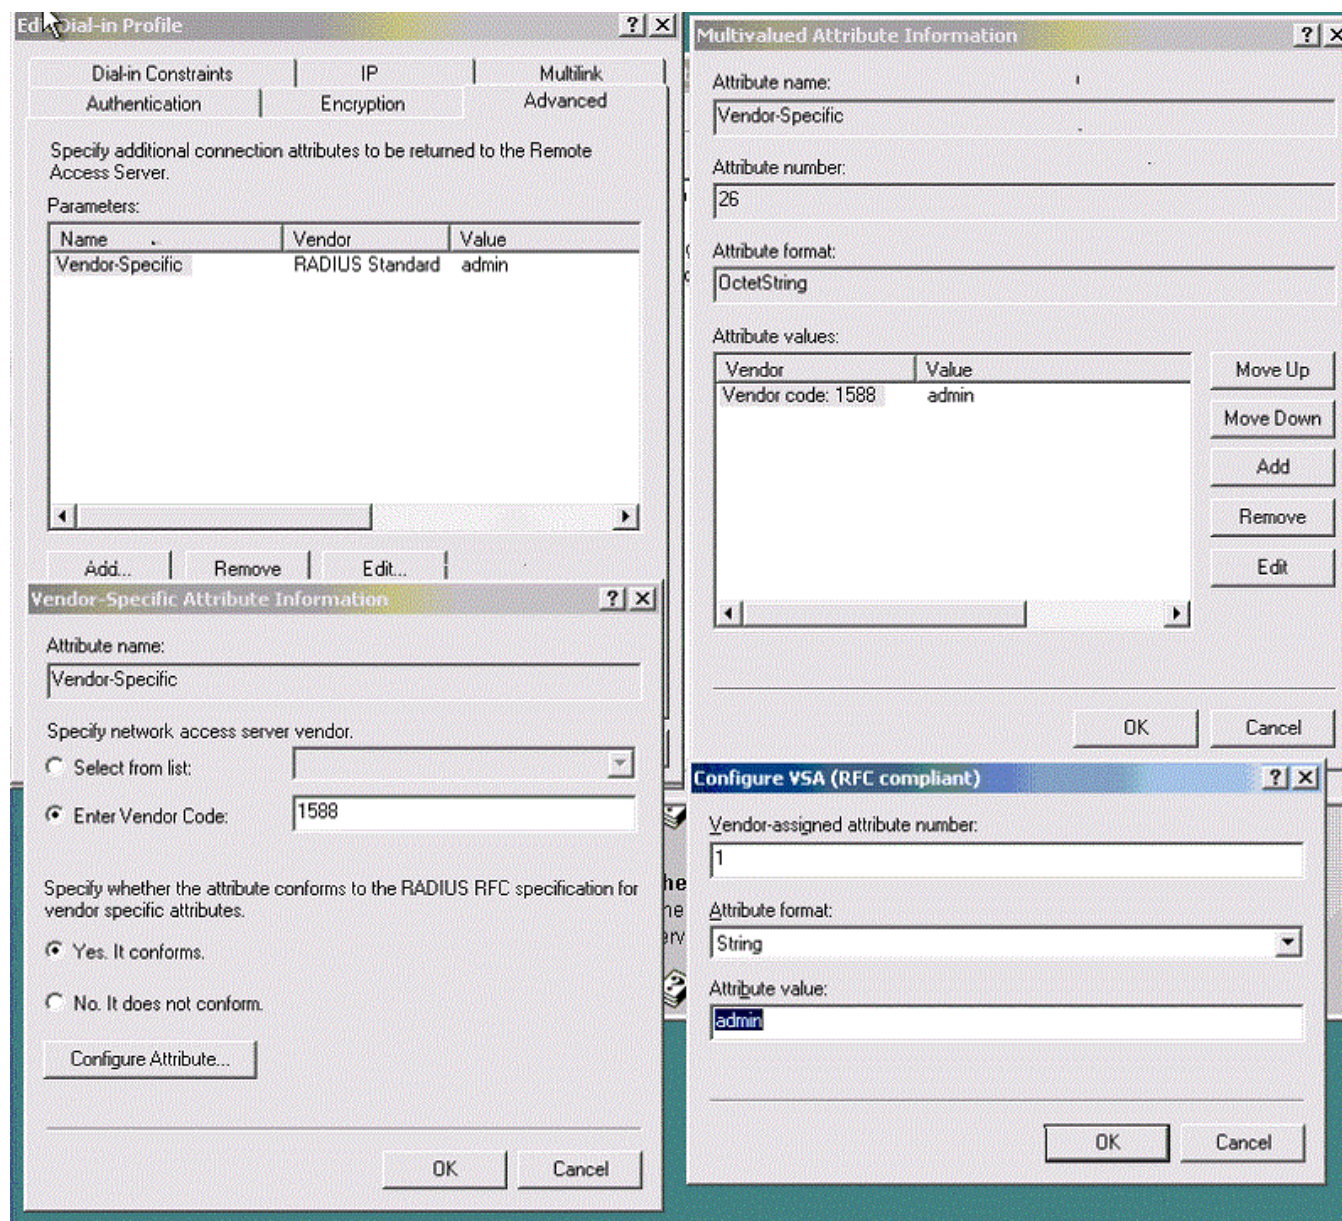 Edit Dial-in Profile
Dial-in Constraints
IP
Multilink
Authentication
Encryption
Advanced
Specify additional connection attributes to be returned to the Remote
Access Server.
Parameters:
Name Vendor Value
Vendor-Specific RADIUS Standard admin
Add... Remove Edit...
Vendor-Specific Attribute Information
Attribute name:
Vendor-Specific
Specify network access server vendor.
Select from list:
Enter Vendor Code: 1588
Specify whether the attribute conforms to the RADIUS RFC specification for
vendor specific attributes.
Yes. It conforms.
No. It does not conform.
Configure Attribute...
OK Cancel
Multivalued Attribute Information
Attribute name:
Vendor-Specific
Attribute number:
26
Attribute format:
OctetString
Attribute values:
Vendor Value
Vendor code: 1588 admin
Move Up
Move Down
Add
Remove
Edit
OK Cancel
Configure VSA (RFC compliant)
Vendor-assigned attribute number:
1
Attribute format:
String
Attribute value:
admin
OK Cancel